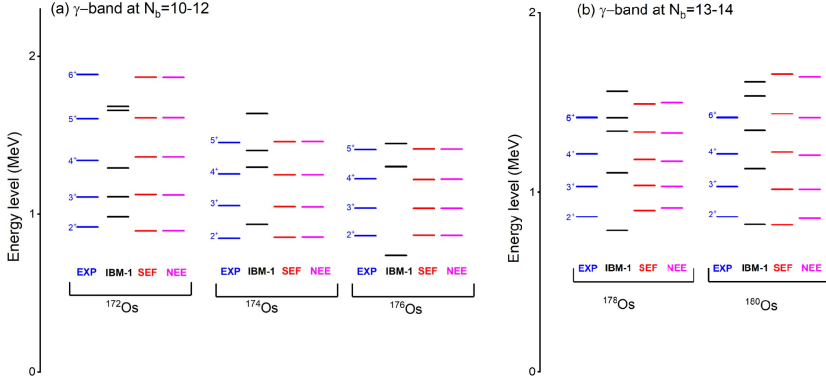 (a) γ–band at Nb=10-12
Energy level (MeV)
2
1
0
6+
5+
4+
3+
2+
EXP IBM-1 SEF NEE
172Os
5+
4+
3+
2+
EXP IBM-1 SEF NEE
174Os
5+
4+
3+
2+
EXP IBM-1 SEF NEE
176Os
(b) γ–band at Nb=13-14
Energy level (MeV)
2
1
0
6+
4+
3+
2+
EXP IBM-1 SEF NEE
178Os
6+
4+
3+
2+
EXP IBM-1 SEF NEE
180Os